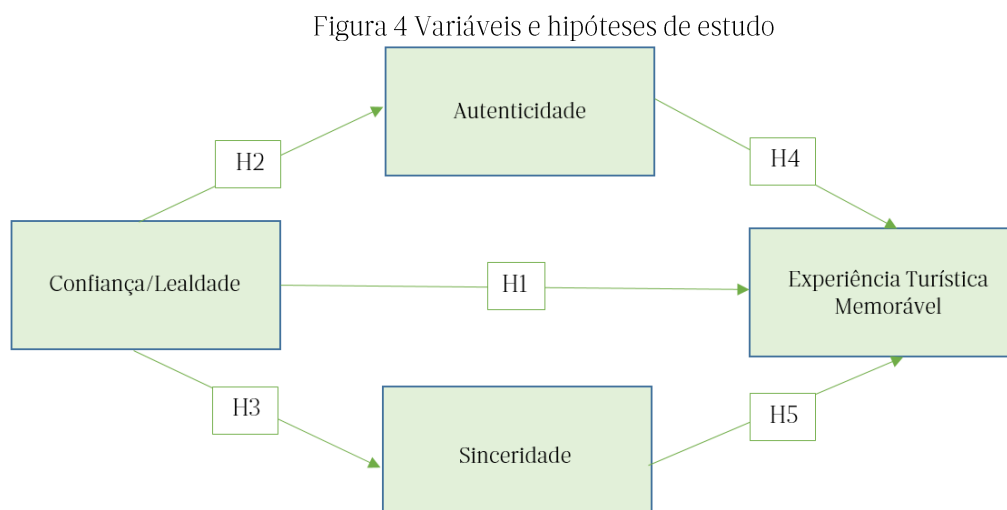 Figura 4 Variáveis e hipóteses de estudo
Autenticidade
H2
H4
Confiança/Lealdade
H1
Experiência Turística
Memorável
H3
H5
Sinceridade